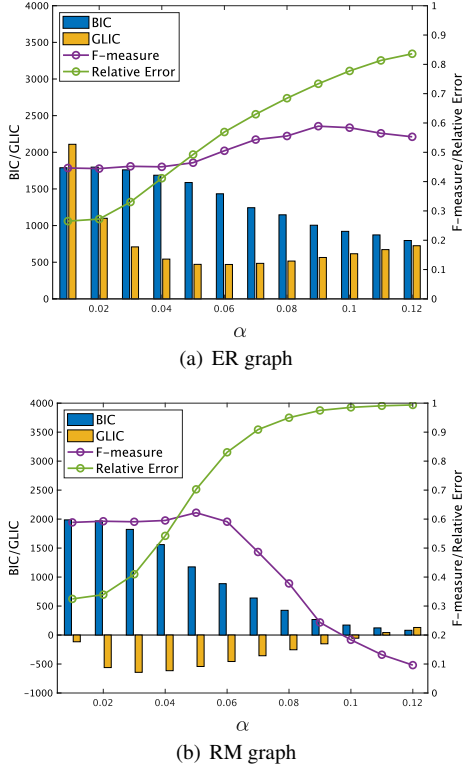 4000
3500
3000
2500
2000
1500
1000
500
0
BIC/GLIC
BIC
GLIC
F-measure
Relative Error
1
0.9
0.8
0.7
0.6
0.5
0.4
0.3
0.2
0.1
0
F-measure/Relative Error
0.02 0.04 0.06 0.08 0.1 0.12
α
(a) ER graph
4000
3500
3000
2500
2000
1500
1000
500
0
-500
-1000
BIC/GLIC
BIC
GLIC
F-measure
Relative Error
1
0.9
0.8
0.7
0.6
0.5
0.4
0.3
0.2
0.1
0
F-measure/Relative Error
0.02 0.04 0.06 0.08 0.1 0.12
α
(b) RM graph